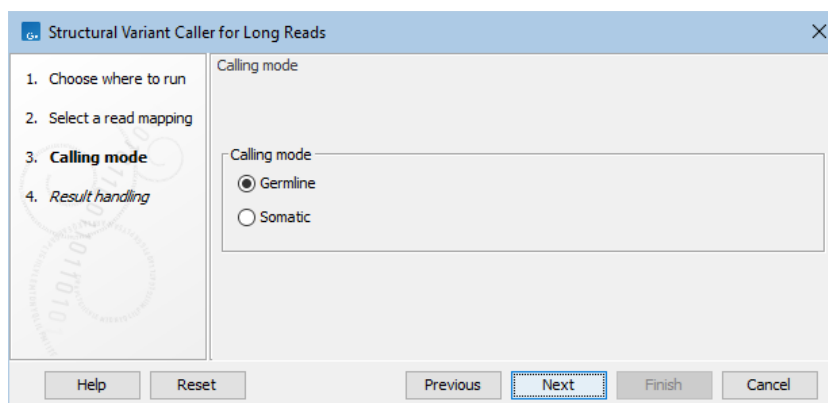 Structural Variant Caller for Long Reads
1. Choose where to run
2. Select a read mapping
3. Calling mode
4. Result handling
Calling mode
Calling mode
Germline
Somatic
Help Reset Previous Next Finish Cancel